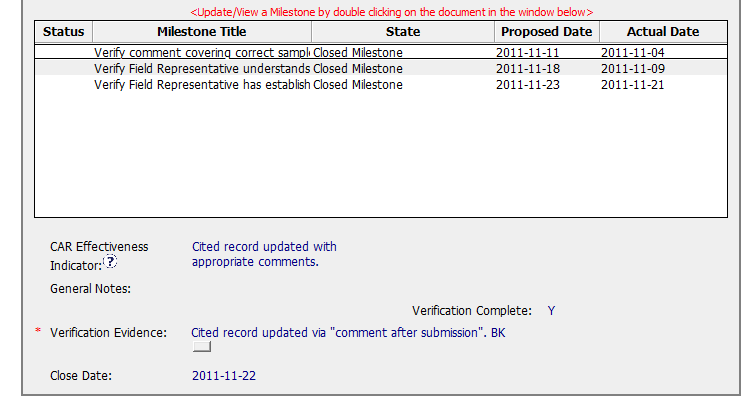 <Update/View a Milestone by double clicking on the document in the window below>
Status Milestone Title State Proposed Date Actual Date
Verify comment covering correct sampl Closed Milestone 2011-11-11 2011-11-04
Verify Field Representative understands Closed Milestone 2011-11-18 2011-11-09
Verify Field Representative has establish Closed Milestone 2011-11-23 2011-11-21
CAR Effectiveness Indicator: ? Cited record updated with
appropriate comments.
General Notes:
Verification Complete: Y
* Verification Evidence: Cited record updated via "comment after submission". BK
Close Date: 2011-11-22